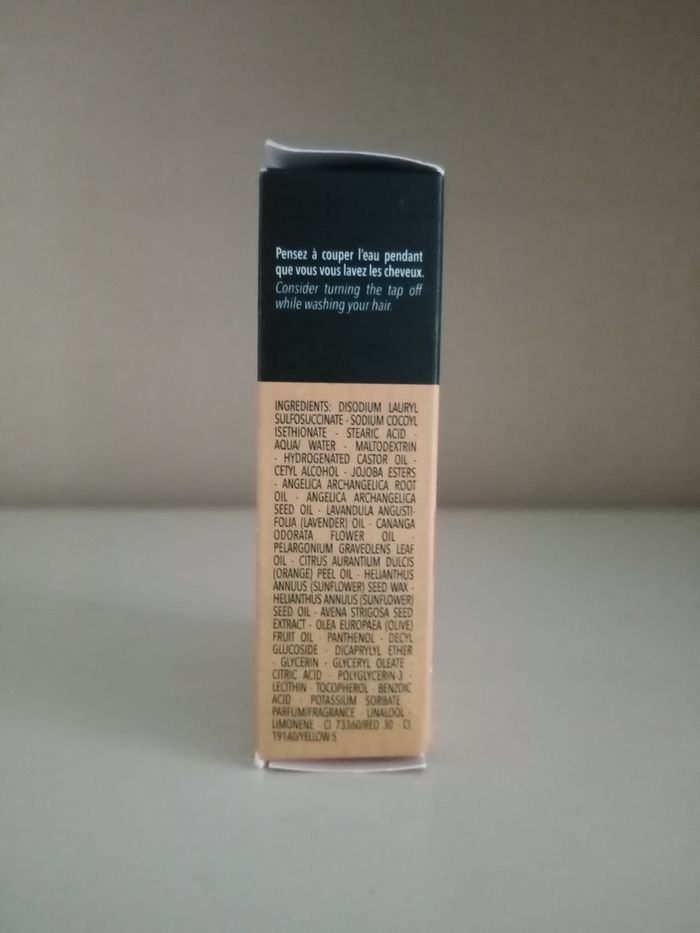 Pensez à couper l'eau pendant
que vous vous lavez les cheveux.
Consider turning the tap off
while washing your hair.
INGREDIENTS: DISODIUM LAURYL
SULFOSUCCINATE - SODIUM COCOYL
ISETHIONATE - STEARIC ACID -
AQUA/ WATER - MALTODEXTRIN
- HYDROGENATED CASTOR OIL -
CETYL ALCOHOL - JOJOBA ESTERS
- ANGELICA ARCHANGELICA ROOT
OIL - ANGELICA ARCHANGELICA
SEED OIL - LAVANDULA ANGUSTI-
FOLIA (LAVENDER) OIL - CANANGA
ODORATA FLOWER OIL -
PELARGONIUM GRAVEOLENS LEAF
OIL - CITRUS AURANTIUM DULCIS
(ORANGE) PEEL OIL - HELIANTHUS
ANNUUS (SUNFLOWER) SEED WAX -
HELIANTHUS ANNUUS (SUNFLOWER)
SEED OIL - AVENA STRIGOSA SEED
EXTRACT - OLEA EUROPAEA (OLIVE)
FRUIT OIL - PANTHENOL - DECYL
GLUCOSIDE - DICAPRYLYL ETHER
- GLYCERIN - GLYCERYL OLEATE -
CITRIC ACID - POLYGLYCERIN-3 -
LECITHIN - TOCOPHEROL - BENZOIC
ACID - POTASSIUM SORBATE -
PARFUM/FRAGRANCE - LINALOOL -
LIMONENE - CI 73360/RED 30 - CI
19140/YELLOW 5